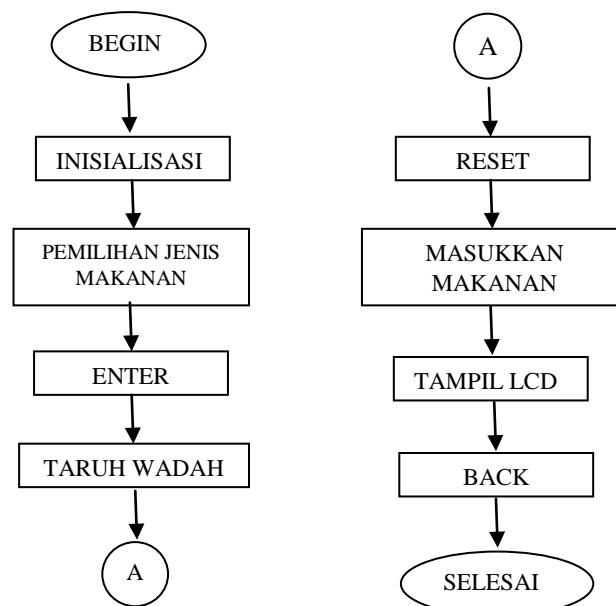 BEGIN
INISIALISASI
PEMILIHAN JENIS
MAKANAN
ENTER
TARUH WADAH
A
A
RESET
MASUKKAN
MAKANAN
TAMPIL LCD
BACK
SELESAI